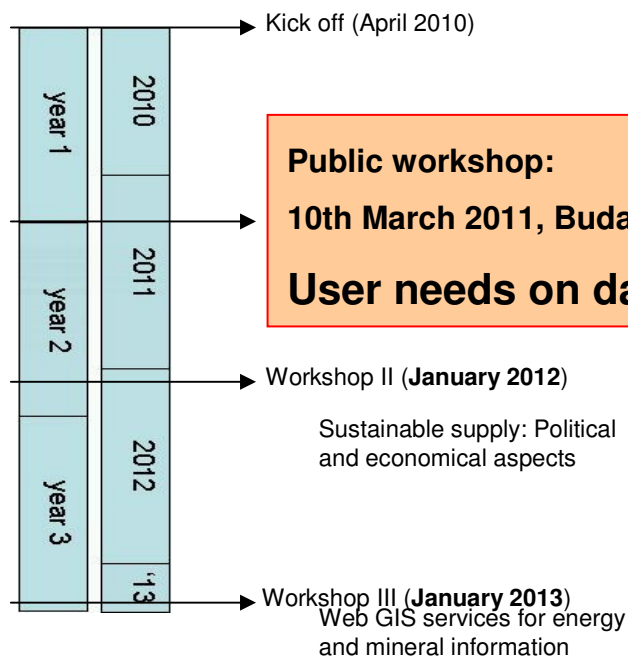 Kick off (April 2010)
year 1
2010
Public workshop:
10th March 2011,
User needs on
year 2
2011
Workshop II (January 2012)
Sustainable supply: Political
and economical aspects
year 3
2012
'13
Workshop III (January 2013)
Web GIS services for energy
and mineral information